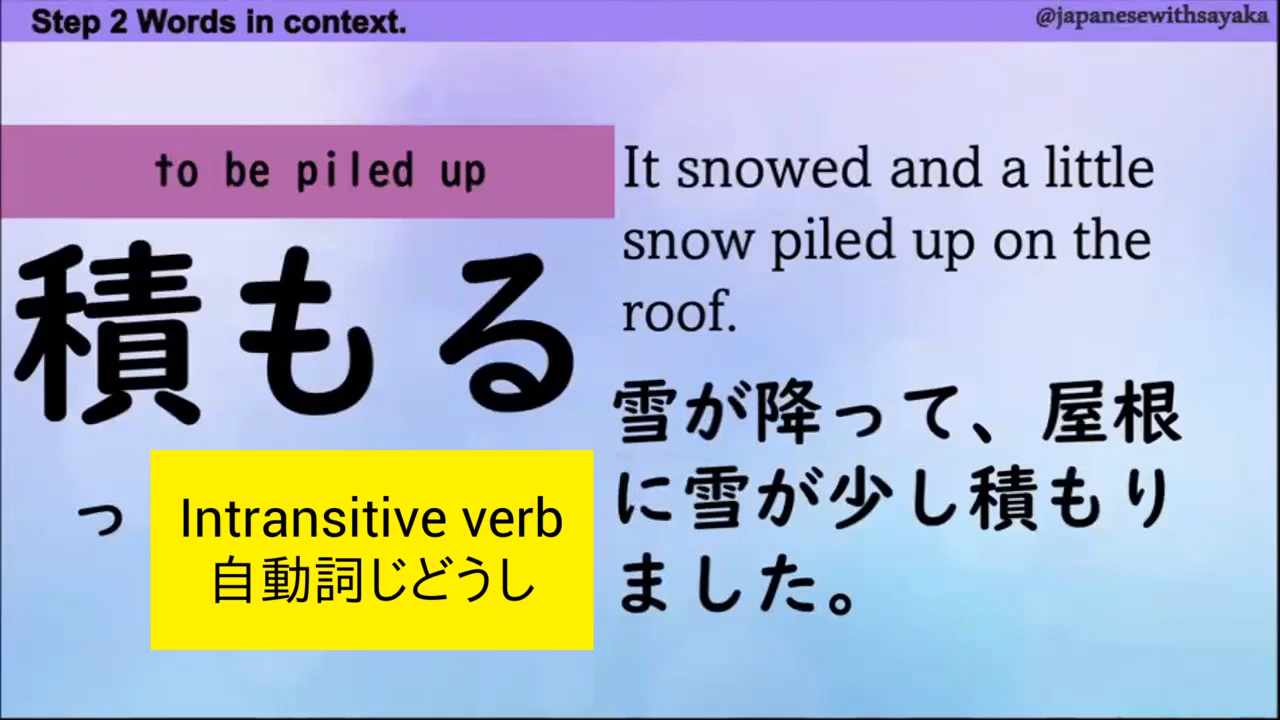 Step 2 Words in context.
@japanesewithsayaka
to be piled up
積もる
っ
Intransitive verb
自動詞じどうし
It snowed and a little
snow piled up on the
roof.
雪が降って、屋根
に雪が少し積もり
ました。